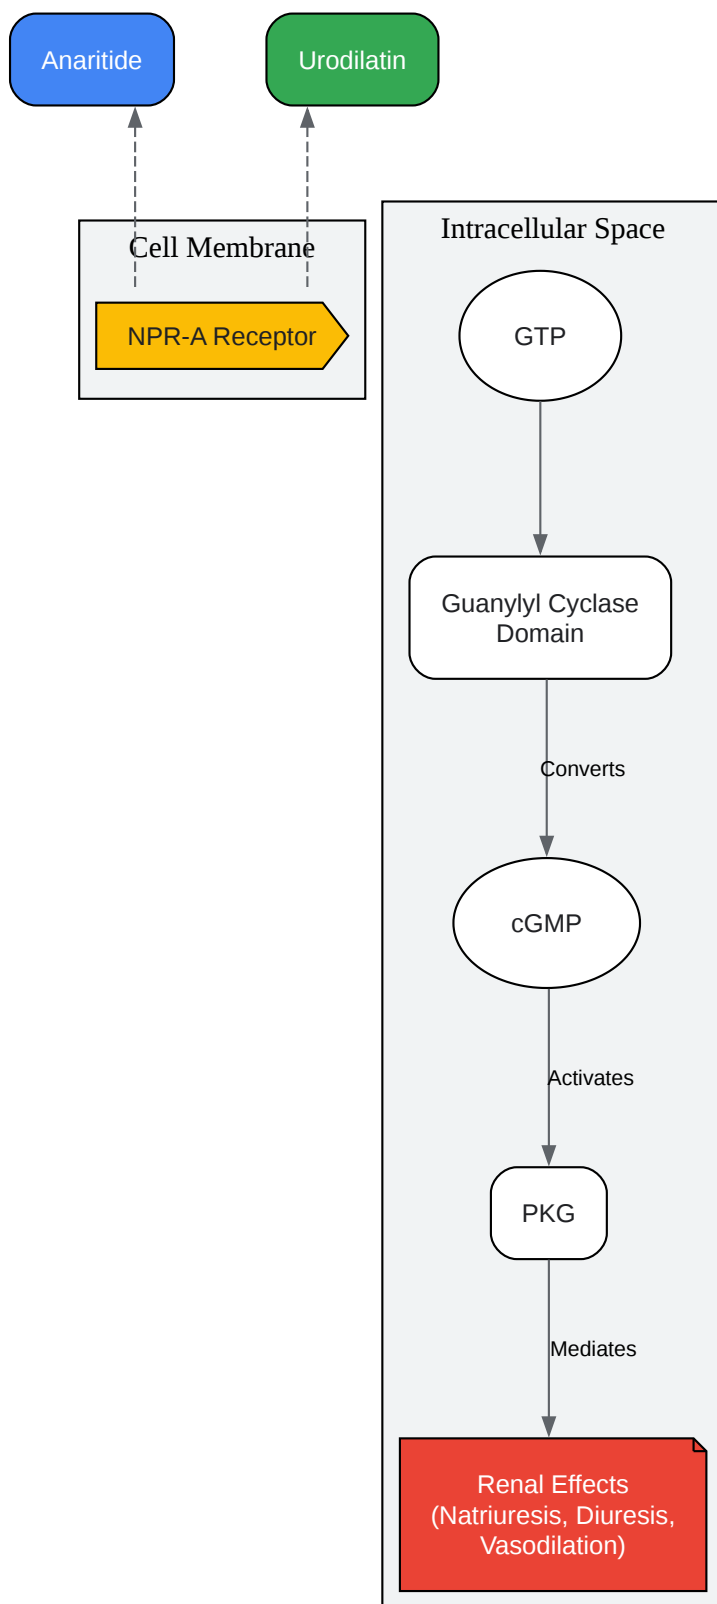 Anaritide
Urodilatin
Cell Membrane
NPR-A Receptor
Intracellular Space
GTP
Guanylyl Cyclase
Domain
Converts
cGMP
Activates
PKG
Mediates
Renal Effects
(Natriuresis, Diuresis,
Vasodilation)